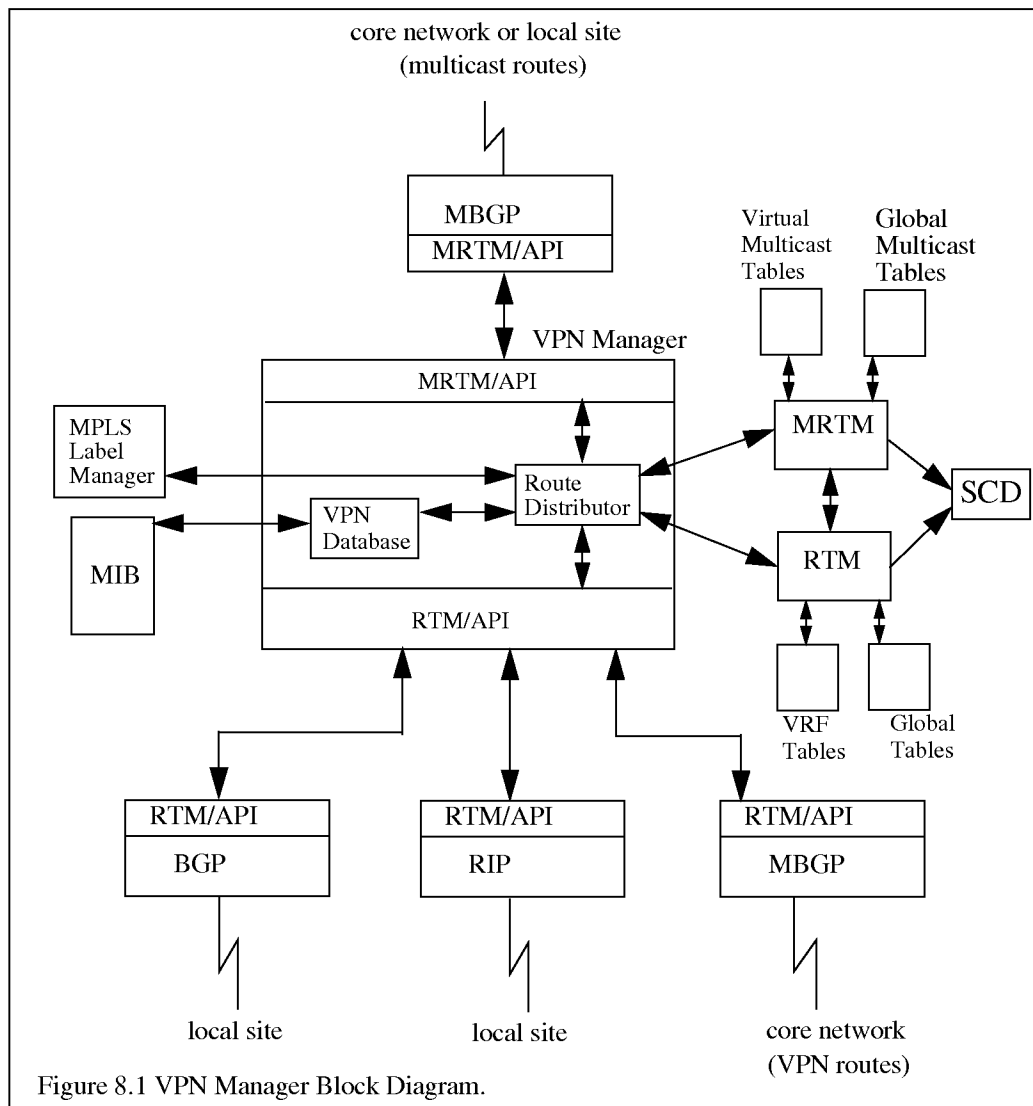 core network or local site
(multicast routes)
MBGP
MRTM/API
Virtual
Multicast
Tables
Global
Multicast
Tables
VPN Manager
MRTM/API
MPLS
Label
Manager
Route
Distributor
VPN
Database
MIB
MRTM
SCD
RTM
RTM/API
VRF
Tables
Global
Tables
RTM/API
BGP
RTM/API
RIP
RTM/API
MBGP
local site
local site
core network
(VPN routes)
Figure 8.1 VPN Manager Block Diagram.